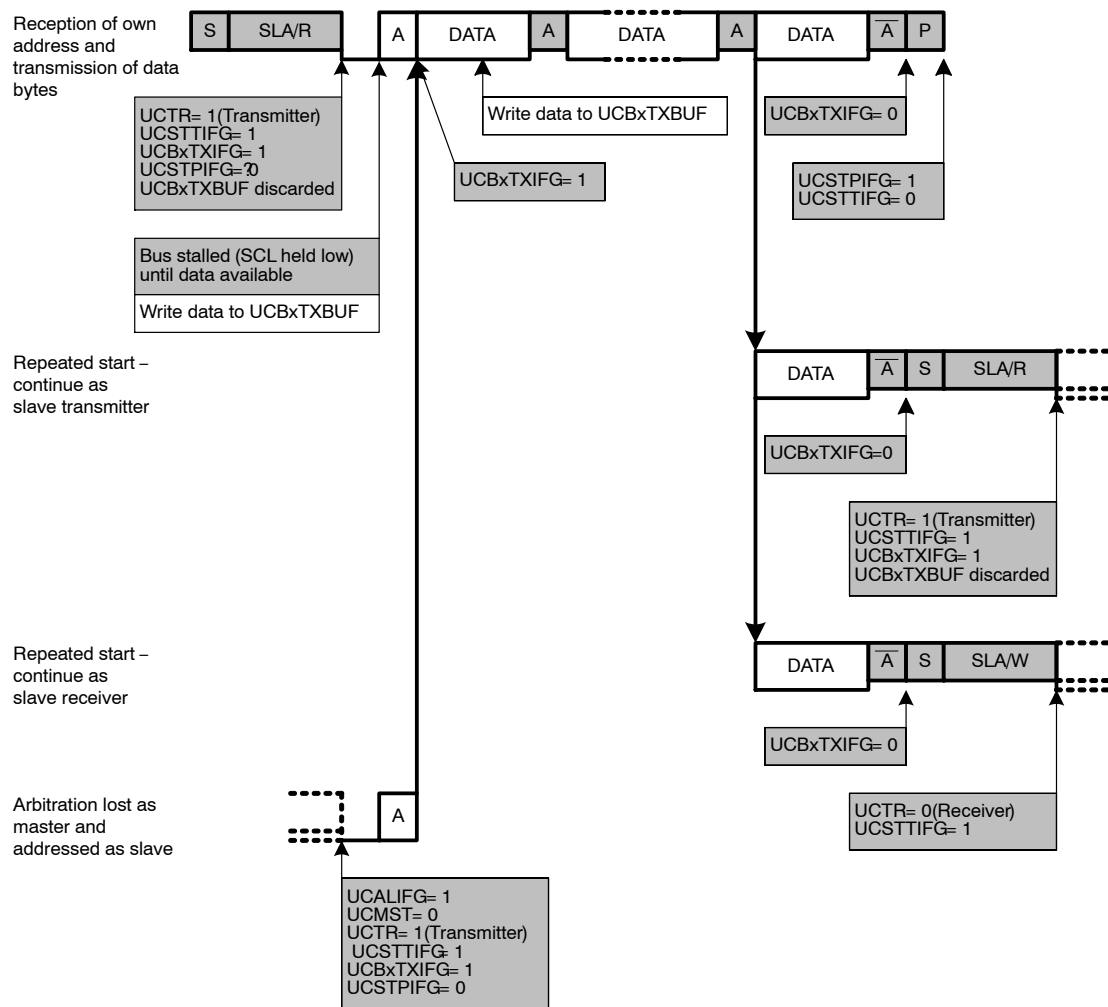 Reception of own
address and
transmission of data
bytes
S SLA/R A DATA A DATA A DATA A P
UCTR= 1(Transmitter)
UCSTTIFG= 1
UCBxTXIFG= 1
UCSTPIFG=?0
UCBxTXBUF discarded
Write data to UCBxTXBUF
UCBxTXIFG= 1
UCBxTXIFG= 0
UCSTPIFG= 1
UCSTTIFG= 0
Bus stalled (SCL held low)
until data available
Write data to UCBxTXBUF
Repeated start –
continue as
slave transmitter
DATA A S SLA/R
UCBxTXIFG=0
UCTR= 1(Transmitter)
UCSTTIFG= 1
UCBxTXIFG= 1
UCBxTXBUF discarded
Repeated start –
continue as
slave receiver
DATA A S SLA/W
UCBxTXIFG= 0
UCTR= 0(Receiver)
UCSTTIFG= 1
Arbitration lost as
master and
addressed as slave
A
UCALIFG= 1
UCMST= 0
UCTR= 1(Transmitter)
UCSTTIFG= 1
UCBxTXIFG= 1
UCSTPIFG= 0